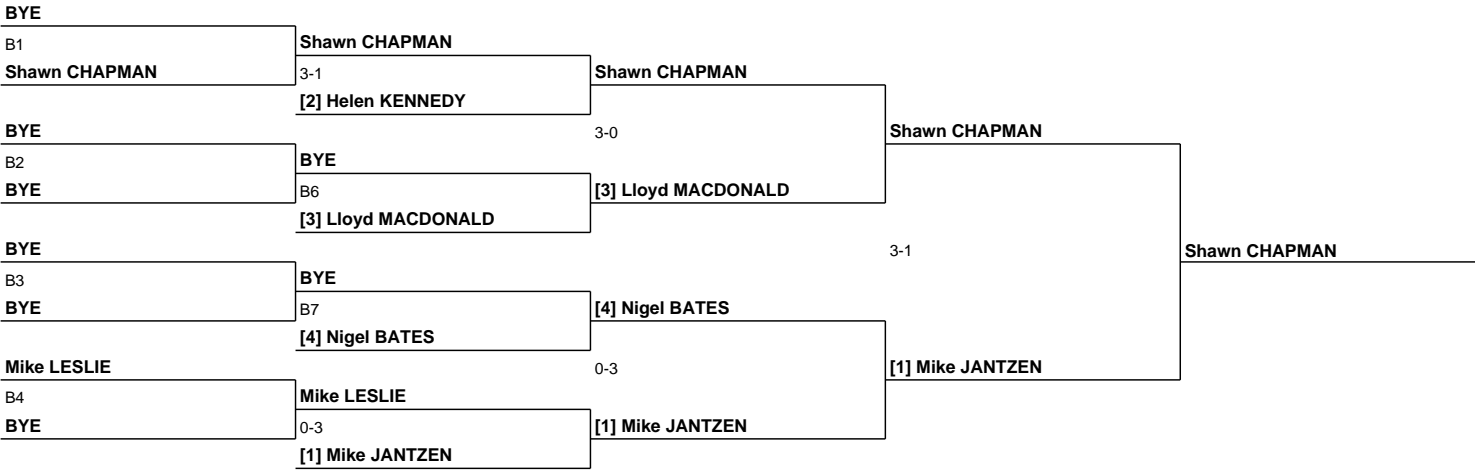 BYE
B1
Shawn CHAPMAN
Shawn CHAPMAN
3-1
Shawn CHAPMAN
[2] Helen KENNEDY
BYE
3-0
Shawn CHAPMAN
B2
BYE
BYE
B6
[3] Lloyd MACDONALD
[3] Lloyd MACDONALD
BYE
3-1
Shawn CHAPMAN
B3
BYE
BYE
B7
[4] Nigel BATES
[4] Nigel BATES
Mike LESLIE
0-3
[1] Mike JANTZEN
B4
Mike LESLIE
BYE
0-3
[1] Mike JANTZEN
[1] Mike JANTZEN